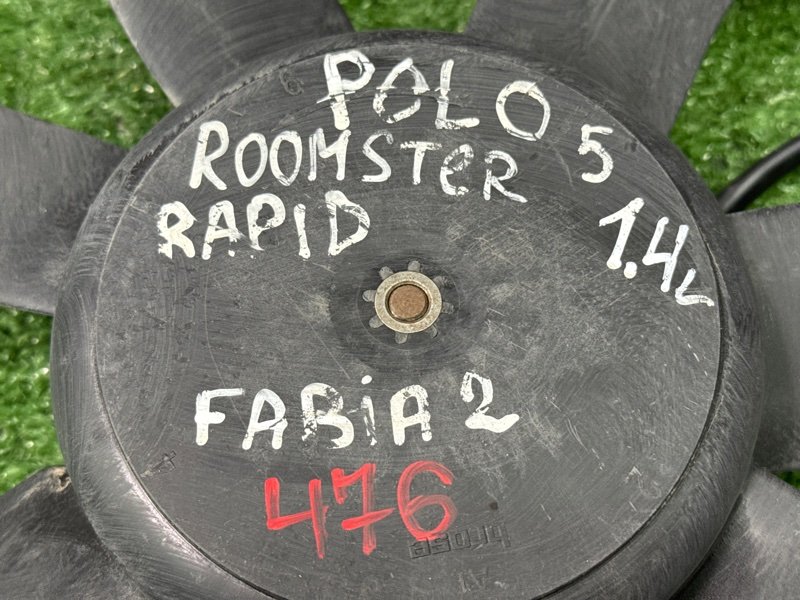 POLO 5
ROOMSTeR
RAPiD
1.4L
FABiA 2
476